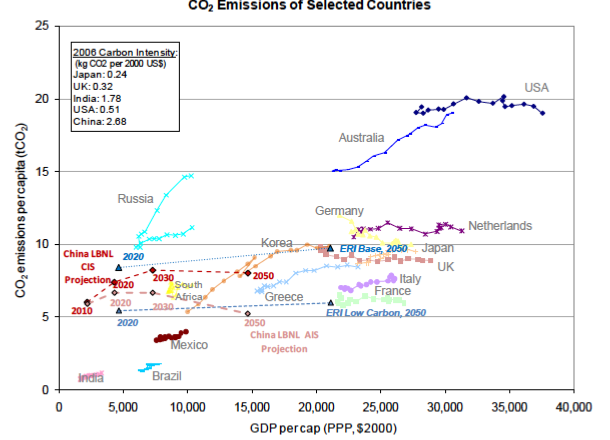 CO2 Emissions of Selected Countries
CO2 emissions per capita (tCO2)
25
20
15
10
5
0
2006 Carbon Intensity:
(kg CO2 per 2000 US$)
Japan: 0.24
UK: 0.32
India: 1.78
USA: 0.51
China: 2.68
USA
Australia
Russia
Germany
Netherlands
Korea
ERI Base, 2050
Japan
UK
2020
China LBNL
CIS
Projection
2020
2030
2050
2010
2020
2030
South
Africa
Italy
France
Greece
ERI Low Carbon, 2050
2020
2050
China LBNL AIS
Projection
Mexico
India
Brazil
0
5,000
10,000
15,000
20,000
25,000
30,000
35,000
40,000
GDP per cap (PPP, $2000)